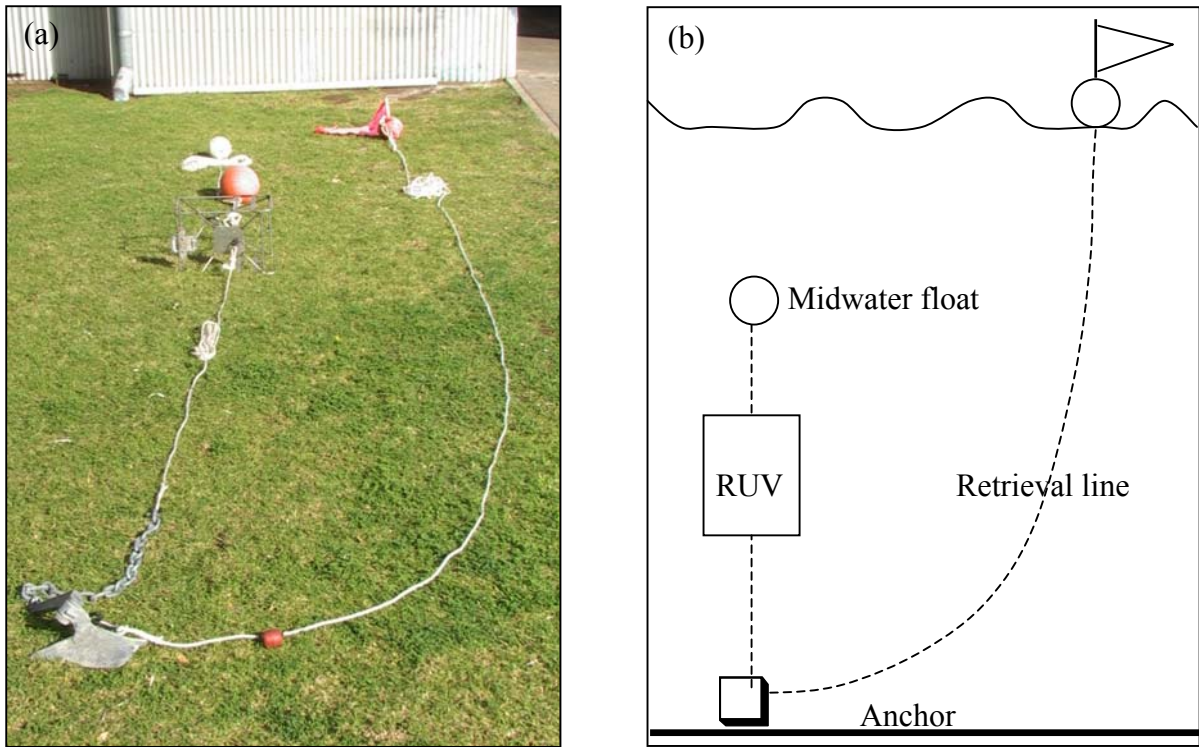 (a)
(b)
Midwater float
RUV
Retrieval line
Anchor